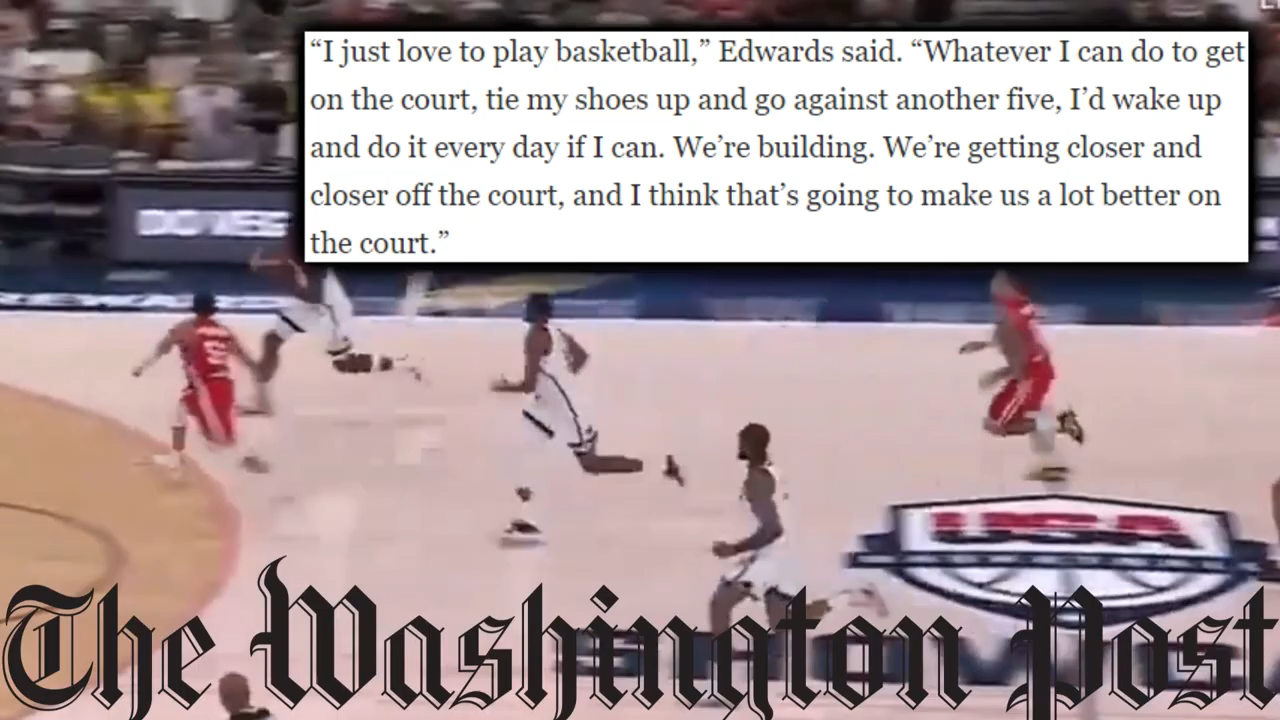 “I just love to play basketball,” Edwards said. “Whatever I can do to get
on the court, tie my shoes up and go against another five, I’d wake up
and do it every day if I can. We’re building. We’re getting closer and
closer off the court, and I think that’s going to make us a lot better on
the court.”
USA
The Washington Post